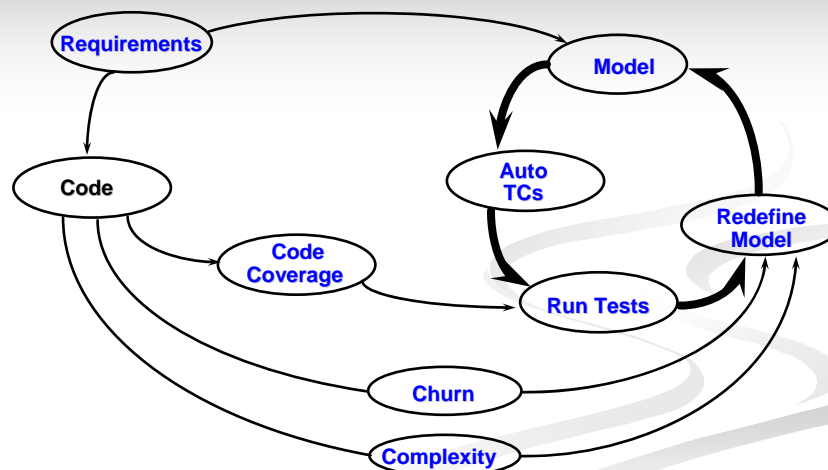 Requirements
Model
Auto
TCs
Code
Redefine
Model
Code
Coverage
Run Tests
Churn
Complexity